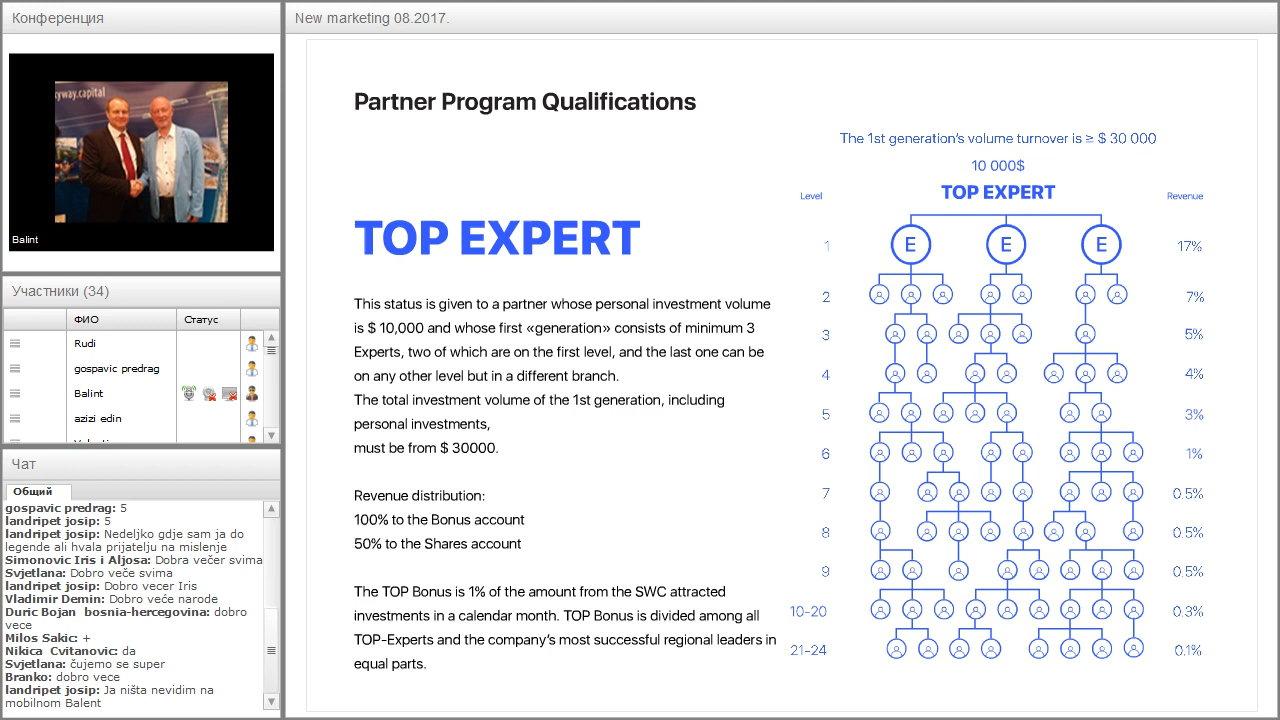 Конференция
kyway.capital
Balint
Участники (34)
ФИО
Статус
Rudi
gospavic predrag
Balint
azizi edin
Чат
Общий
gospavic predrag: 5
landripet josip: 5
landripet josip: Nedeljko gdje sam ja do
legende ali hvala prijatelju na mislenje
Simonovic Iris i Aljosa: Dobra večer svima
Svjetlana: Dobro veče svima
landripet josip: Dobro vecer Iris
Vladimir Demin: Dobro veće narode
Duric Bojan bosnia-hercegovina: dobro
vece
Milos Sakic: +
Nikica Cvitanovic: da
Svjetlana: čujemo se super
Branko: dobro vece
landripet josip: Ja ništa nevidim na
mobilnom Balent
New marketing 08.2017.
Partner Program Qualifications
TOP EXPERT
This status is given to a partner whose personal investment volume
is $ 10,000 and whose first «generation» consists of minimum 3
Experts, two of which are on the first level, and the last one can be
on any other level but in a different branch.
The total investment volume of the 1st generation, including
personal investments,
must be from $ 30000.
Revenue distribution:
100% to the Bonus account
50% to the Shares account
The TOP Bonus is 1% of the amount from the SWC attracted
investments in a calendar month. TOP Bonus is divided among all
TOP-Experts and the company's most successful regional leaders in
equal parts.
The 1st generation's volume turnover is ≥ $ 30 000
10 000$
Level TOP EXPERT Revenue
1 E E E 17%
2 7%
3 5%
4 4%
5 3%
6 1%
7 0.5%
8 0.5%
9 0.5%
10-20 0.3%
21-24 0.1%